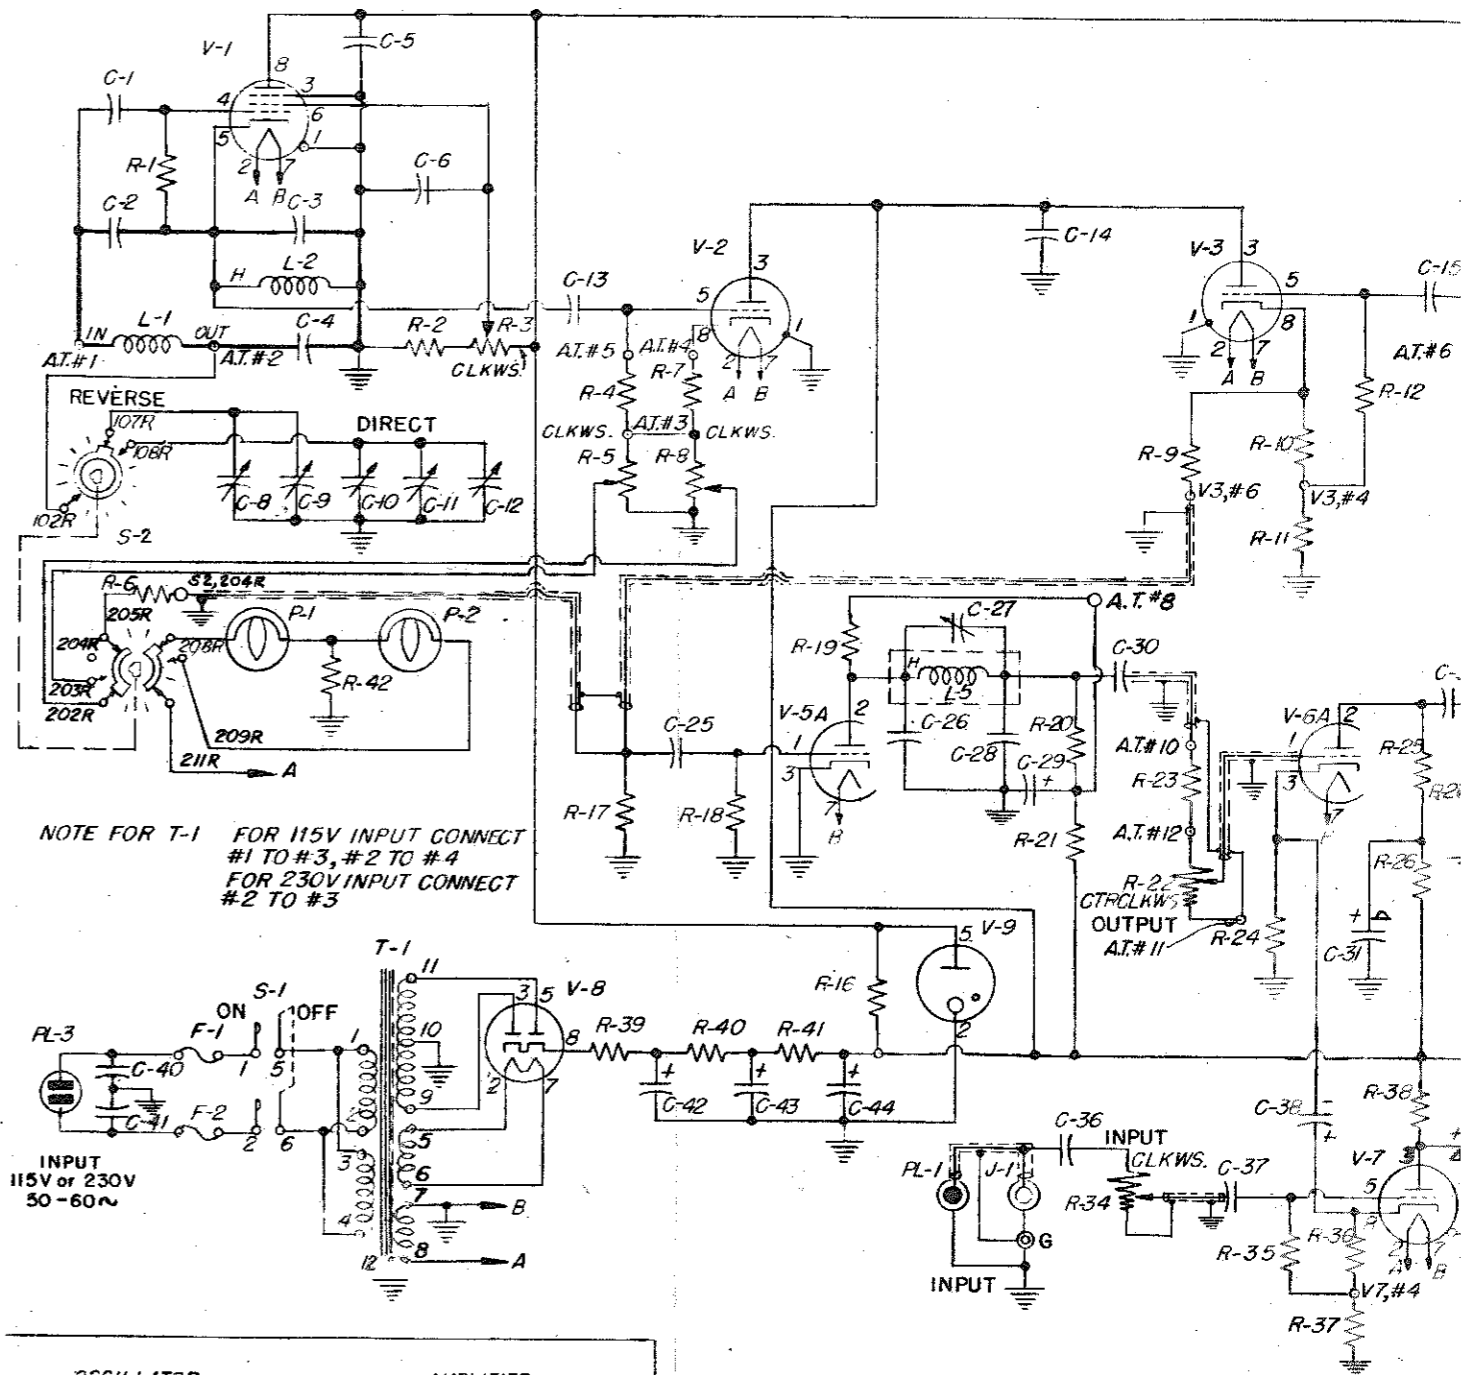 V-1
C-5
C-1
8
3
4
6
5
1
R-1
2
7
A
B
C-6
C-2
C-3
H
L-2
C-13
V-2
3
5
8
1
2
7
A
B
C-14
V-3
3
5
8
1
2
7
A
B
C-15
A.T.#6
R-12
IN
L-1
OUT
C-4
R-2
R-3
A.T.#1
A.T.#2
CLKWS.
A.T.#5
A.T.#4
R-4
R-7
A.T.#3
CLKWS.
CLKWS.
R-5
R-8
R-9
R-10
V3,#6
V3,#4
R-11
REVERSE
107R
108R
DIRECT
C-8
C-9
C-10
C-11
C-12
102R
S-2
R-6
S2,204R
205R
204R
203R
202R
208R
209R
211R
A
P-1
P-2
R-42
R-19
C-27
A.T.#8
C-30
H
L-5
C-25
V-5A
2
1
3
7
B
C-26
C-28
C-29
+
R-20
R-17
R-18
R-21
A.T.#10
R-23
A.T.#12
R-22
CTRCLKWS
OUTPUT
A.T.#11
R-24
V-6A
2
1
3
7
R-25
R-26
C-31
+
NOTE FOR T-1 FOR 115V INPUT CONNECT
#1 TO #3, #2 TO #4
FOR 230V INPUT CONNECT
#2 TO #3
T-1
11
10
9
5
6
7
8
12
1
2
3
4
B
A
V-8
3
5
8
2
7
R-39
R-40
R-41
R-16
V-9
5
2
+
C-42
+
C-43
+
C-44
PL-3
C-40
C-41
F-1
F-2
S-1
ON
OFF
1
5
2
6
INPUT
115V or 230V
50-60~
PL-1
J-1
G
INPUT
C-36
INPUT
CLKWS.
R-34
C-37
C-38
-
+
R-38
V-7
3
5
8
2
7
A
B
R-35
R-36
V7,#4
R-37